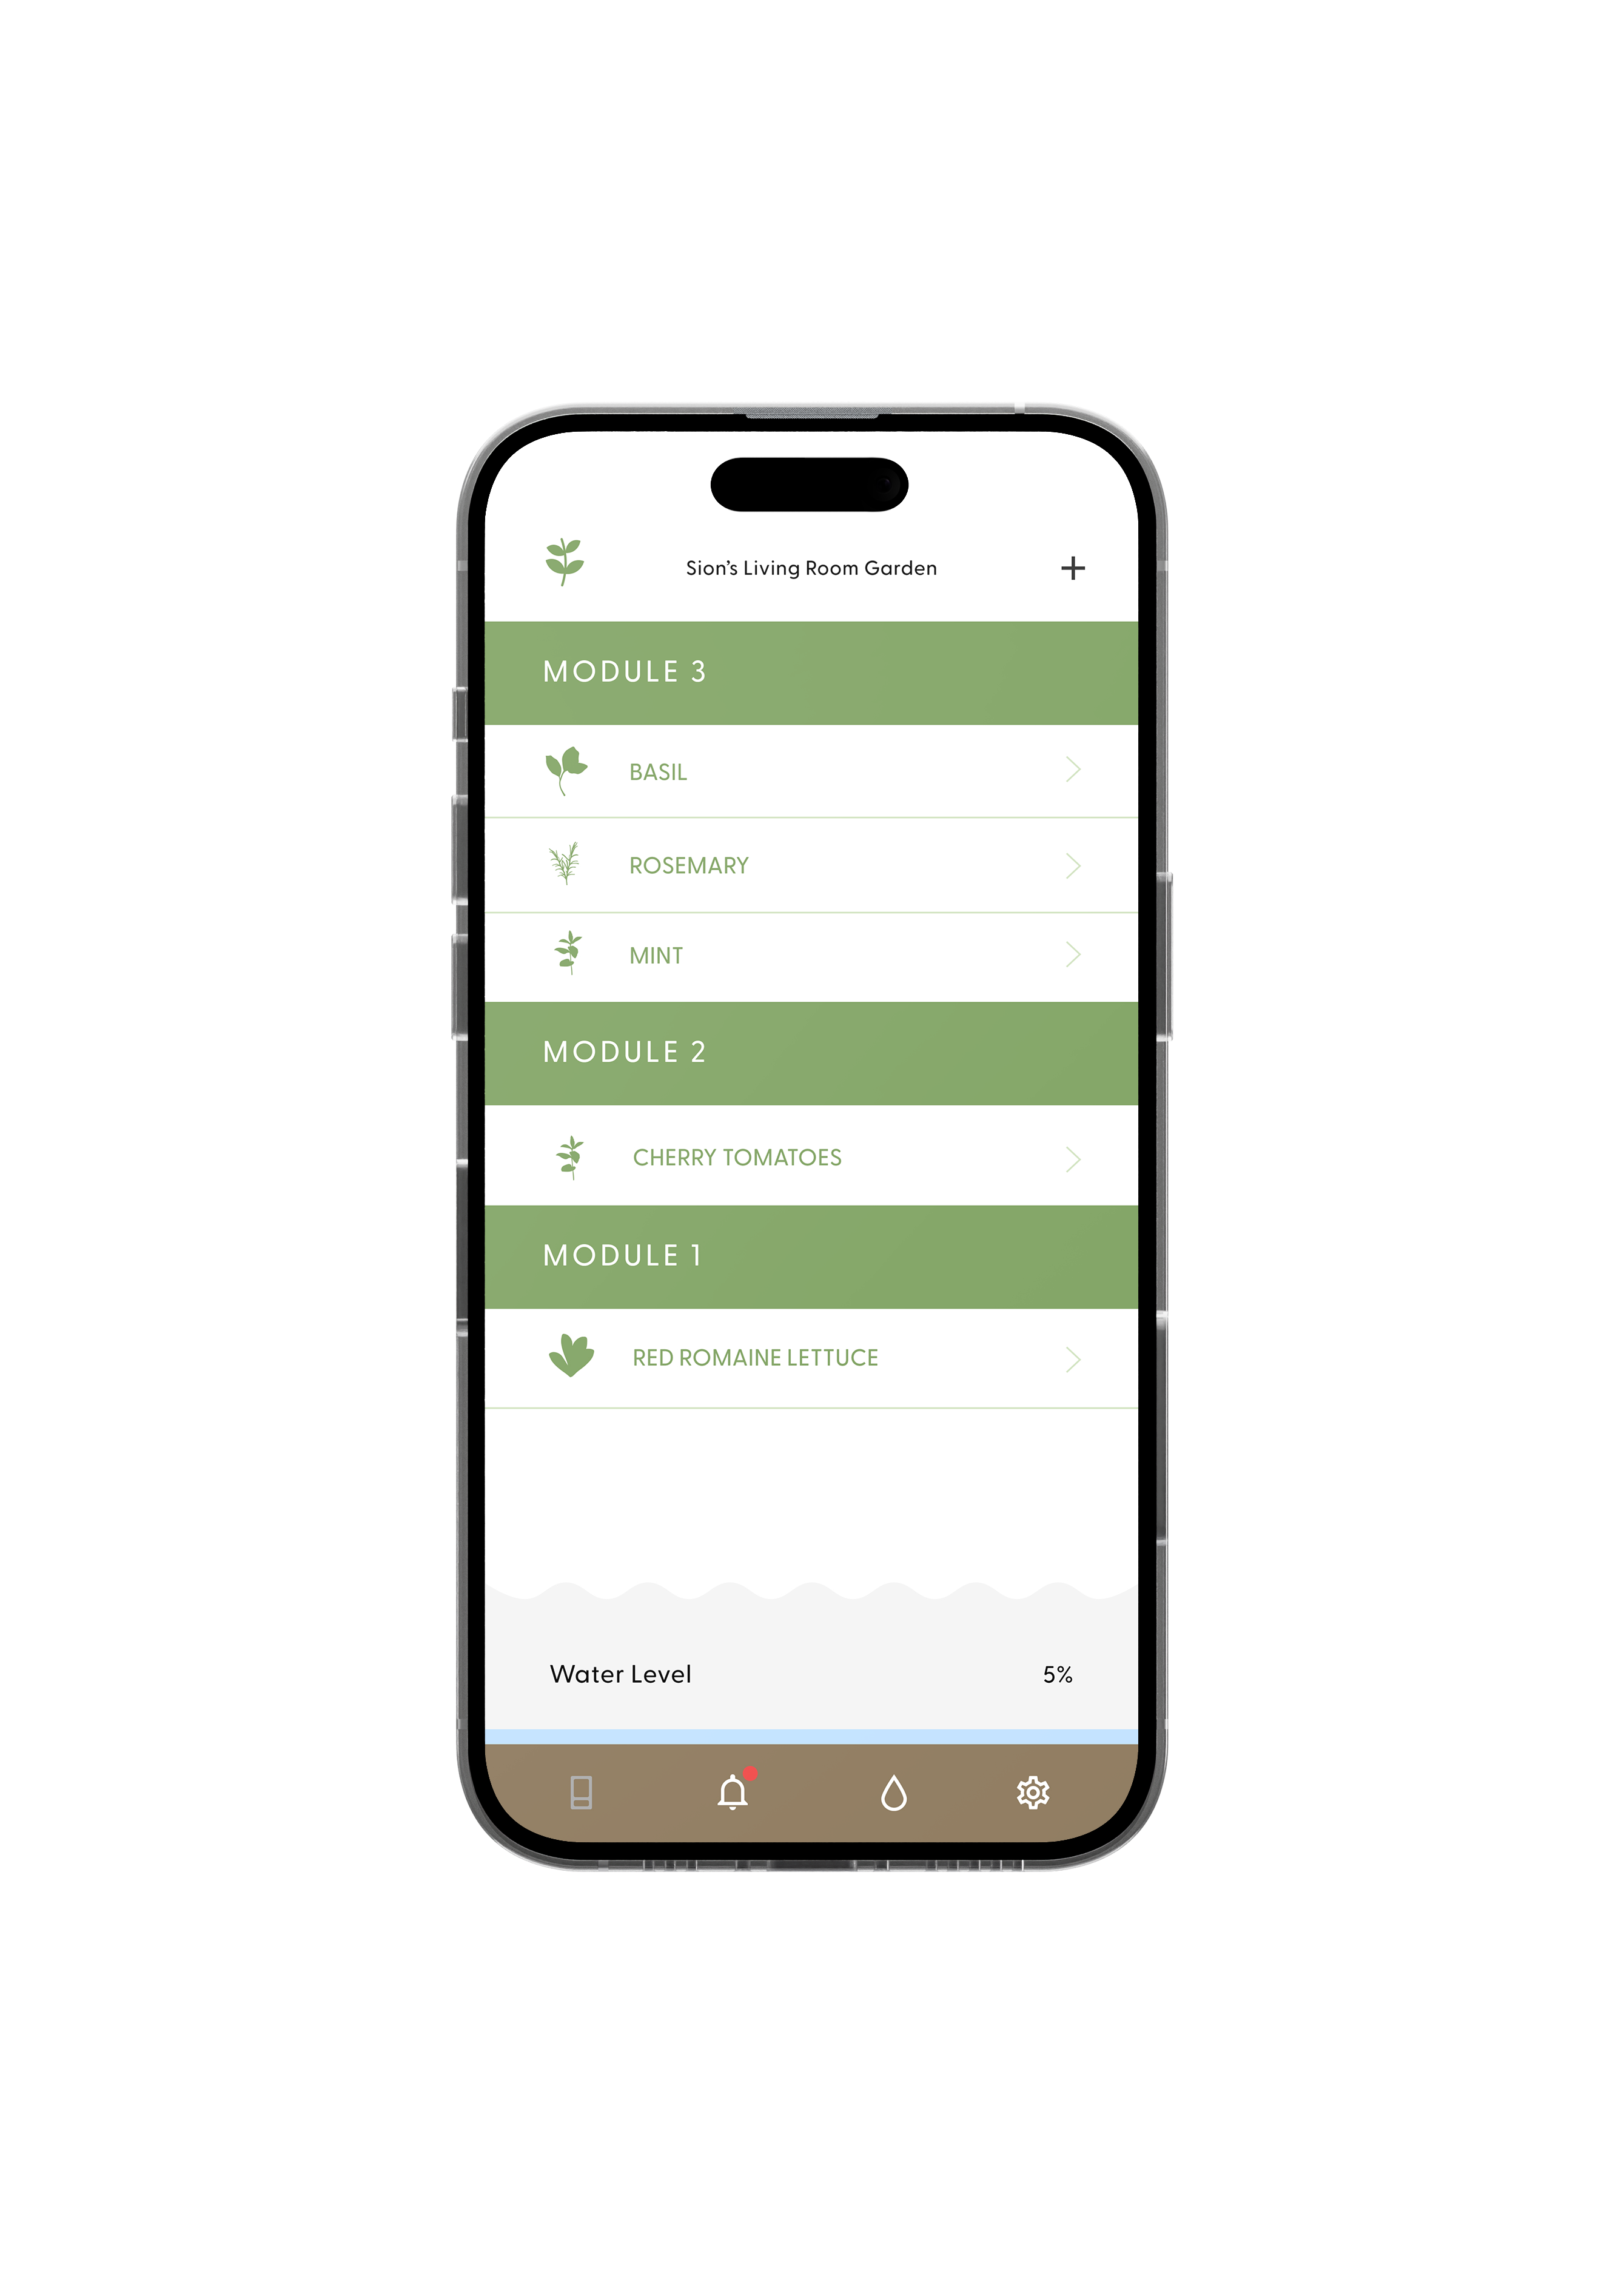 Sion’s Living Room Garden
MODULE 3
BASIL
ROSEMARY
MINT
MODULE 2
CHERRY TOMATOES
MODULE 1
RED ROMAINE LETTUCE
Water Level 5%